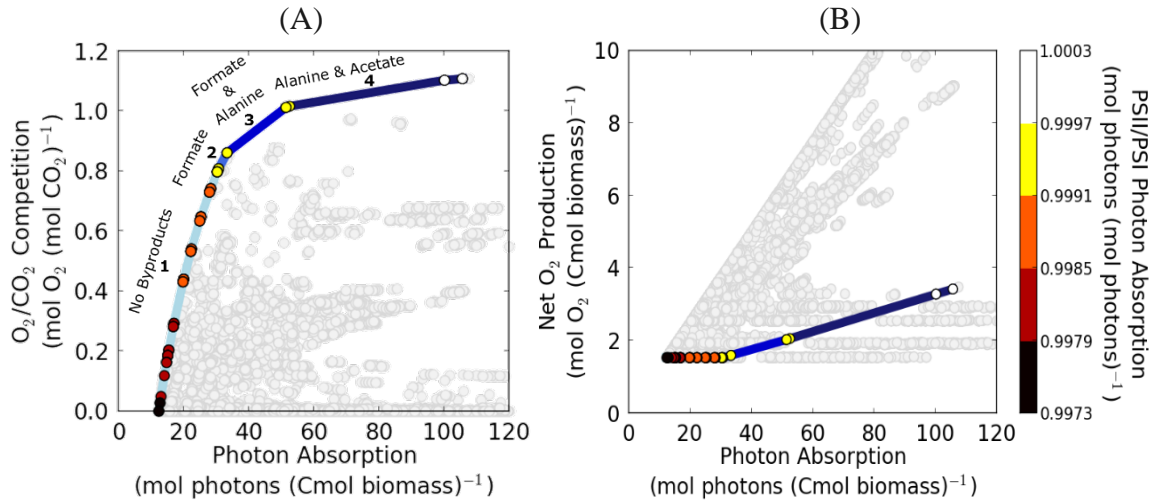 (A)
O₂/CO₂ Competition
(mol O₂ (mol CO₂)⁻¹)
1.2
1.0
0.8
0.6
0.4
0.2
0.0
0 20 40 60 80 100 120
Photon Absorption
(mol photons (Cmol biomass)⁻¹)
No Byproducts
1
Formate
2
Formate
&
Alanine
3
Alanine & Acetate
4
(B)
Net O₂ Production
(mol O₂ (Cmol biomass)⁻¹)
10
8
6
4
2
0
0 20 40 60 80 100 120
Photon Absorption
(mol photons (Cmol biomass)⁻¹)
1.0003
0.9997
0.9991
0.9985
0.9979
0.9973
PSII/PSI Photon Absorption
(mol photons (mol photons)⁻¹)